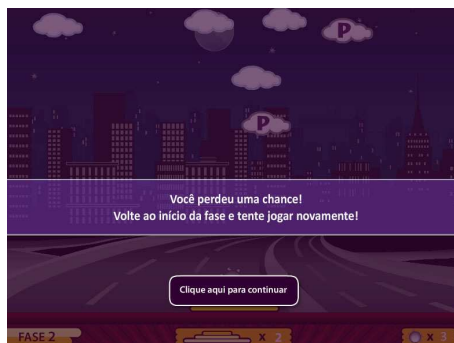 P
P
Você perdeu uma chance!
Volte ao início da fase e tente jogar novamente!
Clique aqui para continuar
FASE 2
x 2
x 3